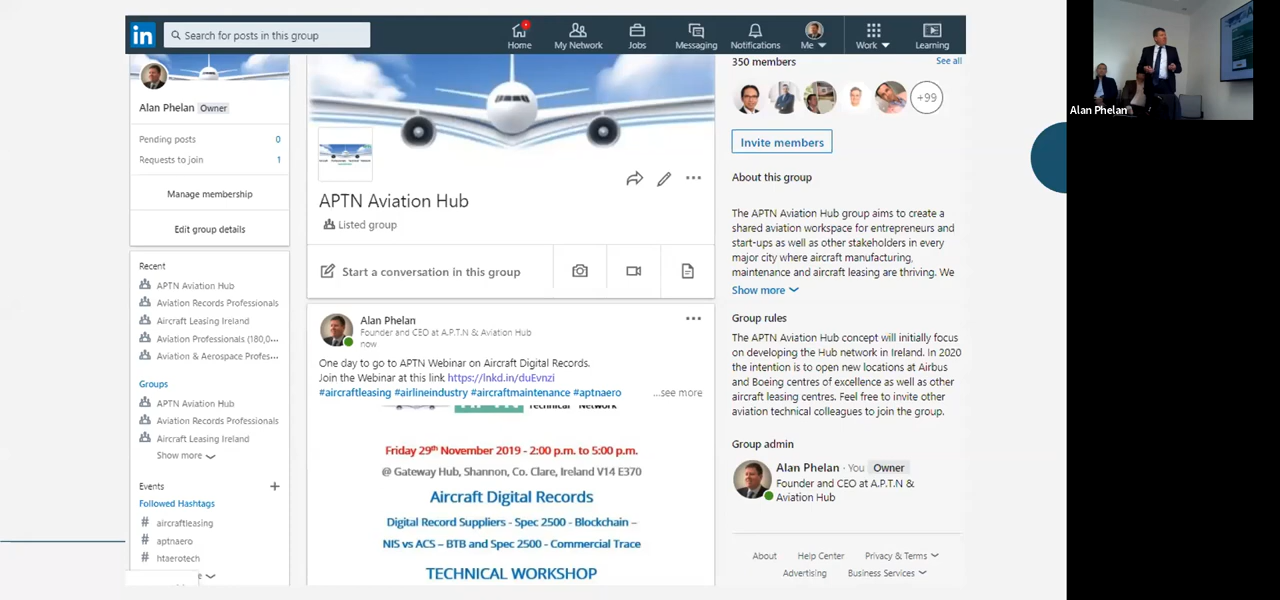 in
Search for posts in this group
Home
My Network
Jobs
Messaging
Notifications
Me
Work
Learning
Alan Phelan Owner
Pending posts 0
Requests to join 1
Manage membership
Edit group details
Recent
APTN Aviation Hub
Aviation Records Professionals
Aircraft Leasing Ireland
Aviation Professionals (180,0...
Aviation & Aerospace Profes...
Groups
APTN Aviation Hub
Aviation Records Professionals
Aircraft Leasing Ireland
Show more
Events +
Followed Hashtags
# aircraftleasing
# aptnaero
# htaerotech
APTN Aviation Hub
Listed group
Start a conversation in this group
Alan Phelan
Founder and CEO at A.P.T.N & Aviation Hub
now
One day to go to APTN Webinar on Aircraft Digital Records.
Join the Webinar at this link https://lnkd.in/duEvnzi
#aircraftleasing #airlineindustry #aircraftmaintenance #aptnaero ...see more
Technical Network
Friday 29th November 2019 - 2:00 p.m. to 5:00 p.m.
@ Gateway Hub, Shannon, Co. Clare, Ireland V14 E370
Aircraft Digital Records
Digital Record Suppliers - Spec 2500 - Blockchain –
NIS vs ACS – BTB and Spec 2500 - Commercial Trace
TECHNICAL WORKSHOP
350 members See all
+99
Invite members
About this group
The APTN Aviation Hub group aims to create a
shared aviation workspace for entrepreneurs and
start-ups as well as other stakeholders in every
major city where aircraft manufacturing,
maintenance and aircraft leasing are thriving. We
Show more
Group rules
The APTN Aviation Hub concept will initially focus
on developing the Hub network in Ireland. In 2020
the intention is to open new locations at Airbus
and Boeing centres of excellence as well as other
aircraft leasing centres. Feel free to invite other
aviation technical colleagues to join the group.
Group admin
Alan Phelan · You Owner
Founder and CEO at A.P.T.N &
Aviation Hub
About Help Center Privacy & Terms
Advertising Business Services
Alan Phelan